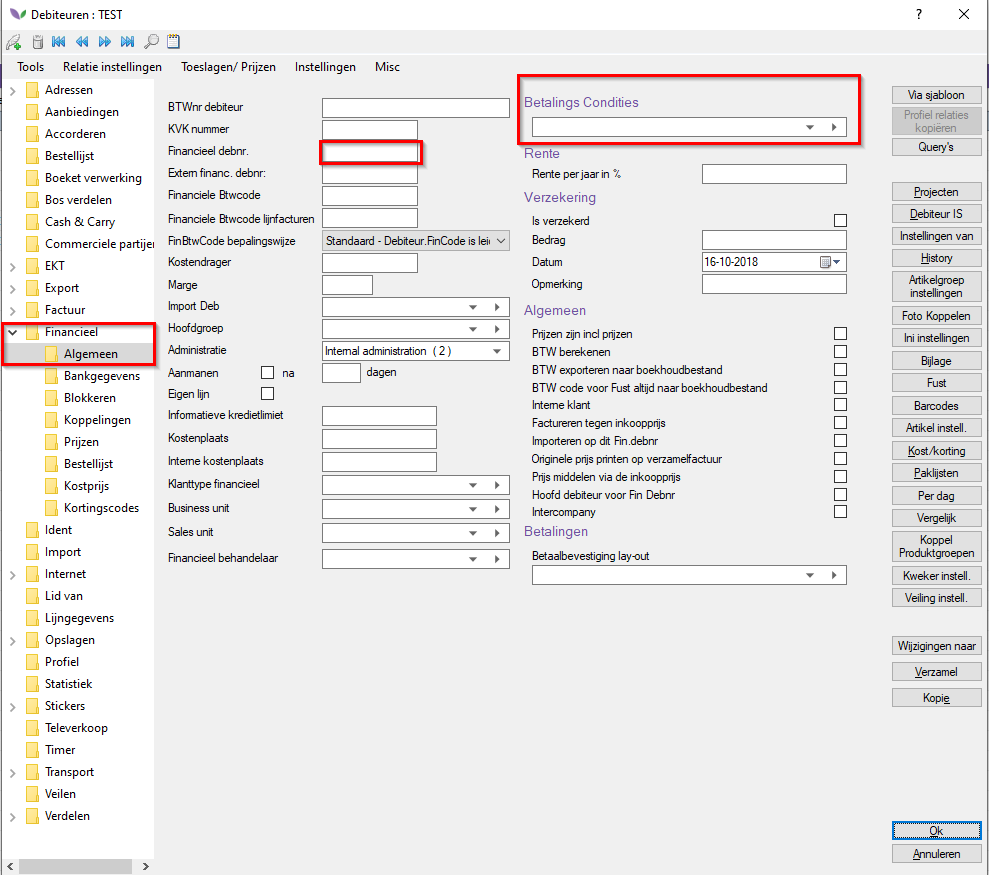 Debiteuren : TEST
Tools Relatie instellingen Toeslagen/ Prijzen Instellingen Misc
Adressen
Aanbiedingen
Accorderen
Bestellijst
Boeket verwerking
Bos verdelen
Cash & Carry
Commerciele partijen
EKT
Export
Factuur
Financieel
Algemeen
Bankgegevens
Blokkeren
Koppelingen
Prijzen
Bestellijst
Kostprijs
Kortingscodes
Ident
Import
Internet
Lid van
Lijngegevens
Opslagen
Profiel
Statistiek
Stickers
Televerkoop
Timer
Transport
Veilen
Verdelen
BTWnr debiteur
KVK nummer
Financieel debnr.
Extern financ. debnr:
Financiele Btwcode
Financiele Btwcode lijnfacturen
FinBtwCode bepalingswijze Standaard - Debiteur.FinCode is lei
Kostendrager
Marge
Import Deb
Hoofdgroep
Administratie Internal administration ( 2 )
Aanmanen na dagen
Eigen lijn
Informatieve kredietlimiet
Kostenplaats
Interne kostenplaats
Klanttype financieel
Business unit
Sales unit
Financieel behandelaar
Betalings Condities
Rente
Rente per jaar in %
Verzekering
Is verzekerd
Bedrag
Datum 16-10-2018
Opmerking
Algemeen
Prijzen zijn incl prijzen
BTW berekenen
BTW exporteren naar boekhoudbestand
BTW code voor Fust altijd naar boekhoudbestand
Interne klant
Factureren tegen inkoopprijs
Importeren op dit Fin.debnr
Originele prijs printen op verzamelfactuur
Prijs middelen via de inkoopprijs
Hoofd debiteur voor Fin Debnr
Intercompany
Betalingen
Betaalbevestiging lay-out
Via sjabloon
Profiel relaties
kopiëren
Query's
Projecten
Debiteur IS
Instellingen van
History
Artikelgroep
instellingen
Foto Koppelen
Ini instellingen
Bijlage
Fust
Barcodes
Artikel instell.
Kost/korting
Paklijsten
Per dag
Vergelijk
Koppel
Produktgroepen
Kweker instell.
Veiling instell.
Wijzigingen naar
Verzamel
Kopie
Ok
Annuleren